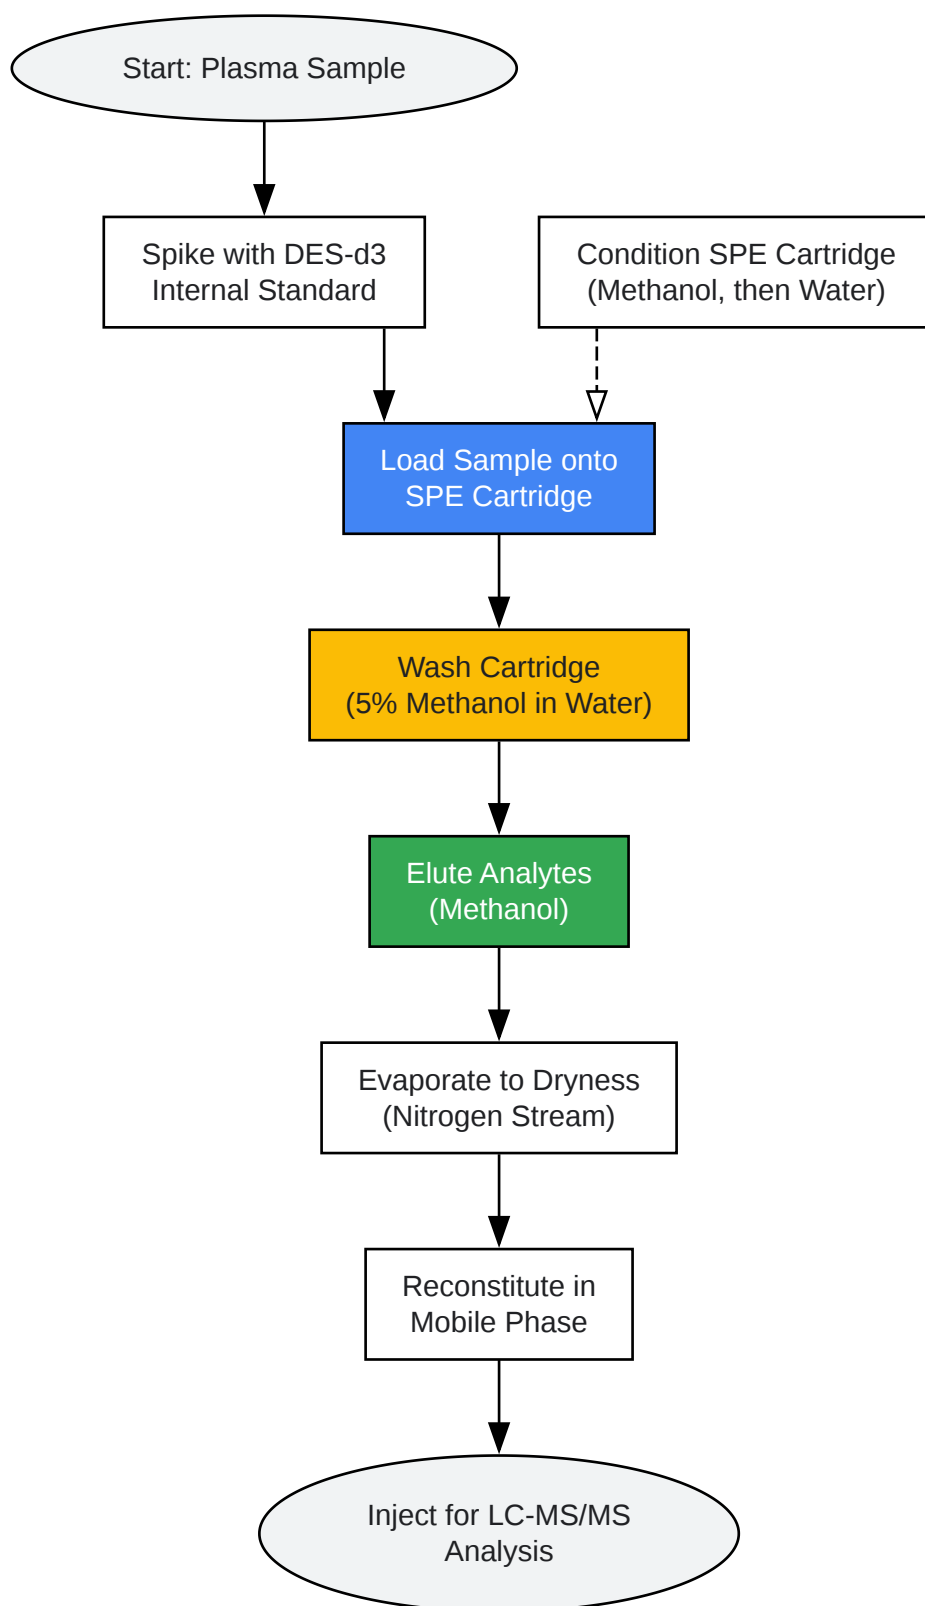 Start: Plasma Sample
Spike with DES-d3
Internal Standard
Condition SPE Cartridge
(Methanol, then Water)
Load Sample onto
SPE Cartridge
Wash Cartridge
(5% Methanol in Water)
Elute Analytes
(Methanol)
Evaporate to Dryness
(Nitrogen Stream)
Reconstitute in
Mobile Phase
Inject for LC-MS/MS
Analysis